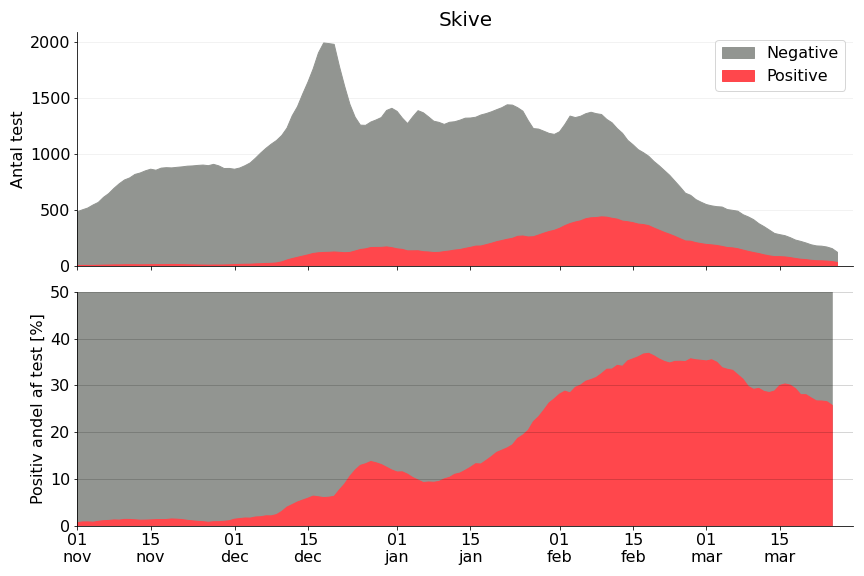 Skive
Antal test
2000
1500
1000
500
0
Negative
Positive
Positiv andel af test [%]
50
40
30
20
10
0
01 15 01 15 01 15 01 15 01 15
nov nov dec dec jan jan feb feb mar mar